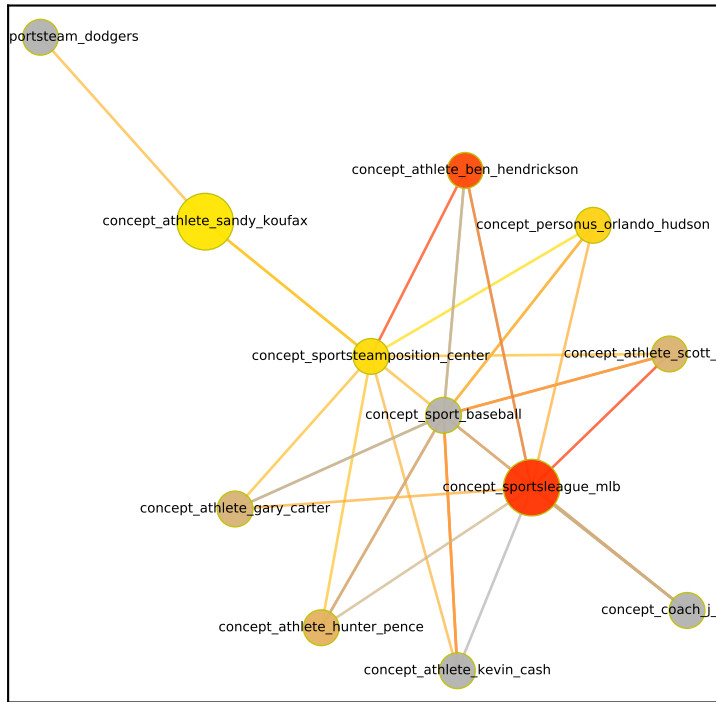 portsteam_dodgers
concept_athlete_ben_hendrickson
concept_athlete_sandy_koufax
concept_personus_orlando_hudson
concept_sportsteamposition_center
concept_athlete_scott_
concept_sport_baseball
concept_sportsleague_mlb
concept_athlete_gary_carter
concept_coach_j_
concept_athlete_hunter_pence
concept_athlete_kevin_cash